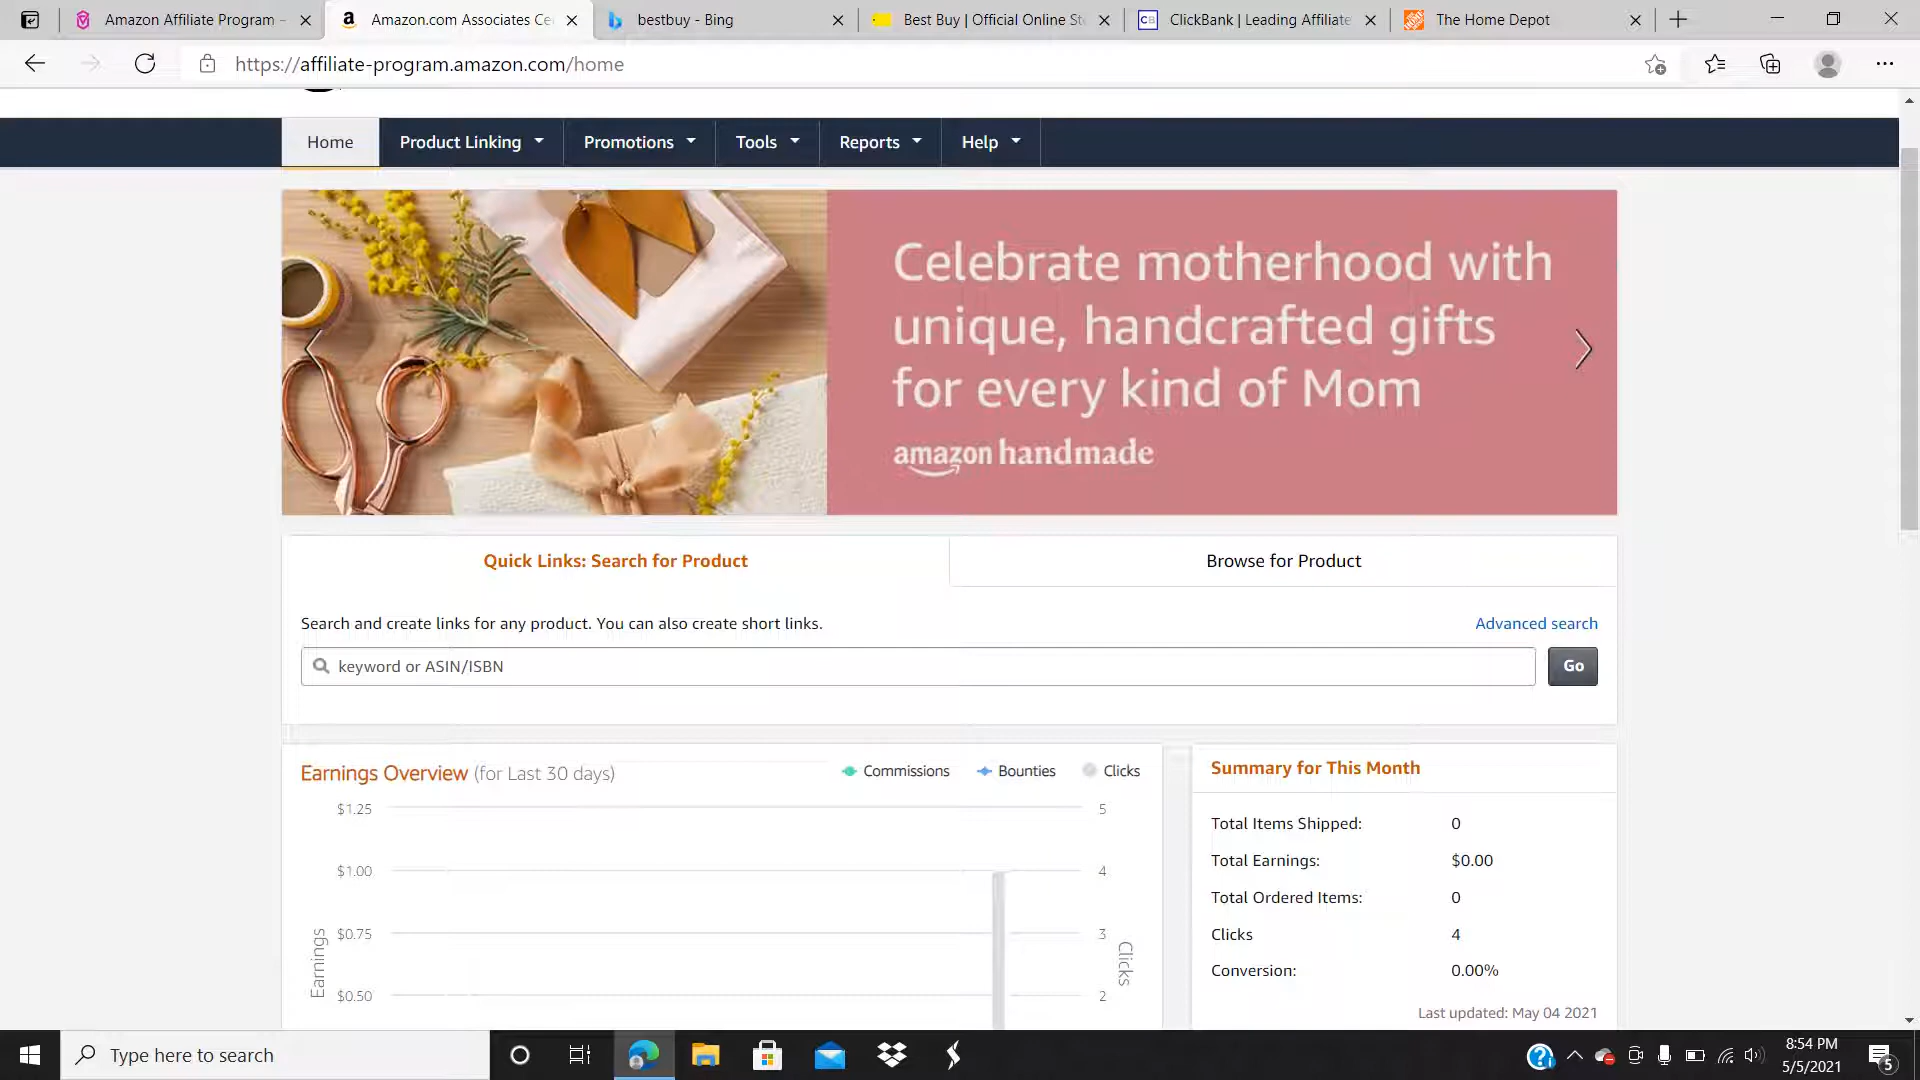 Amazon Affiliate Program -
Amazon.com Associates Ce
bestbuy - Bing
Best Buy | Official Online St
CB
ClickBank | Leading Affiliate
The Home Depot
https://affiliate-program.amazon.com/home
Home
Product Linking
Promotions
Tools
Reports
Help
Celebrate motherhood with
unique, handcrafted gifts
for every kind of Mom
amazon handmade
Quick Links: Search for Product
Browse for Product
Search and create links for any product. You can also create short links.
Advanced search
keyword or ASIN/ISBN
Go
Earnings Overview (for Last 30 days)
Commissions
Bounties
Clicks
$1.25
5
$1.00
4
$0.75
3
$0.50
2
Earnings
Clicks
Summary for This Month
Total Items Shipped: 0
Total Earnings: $0.00
Total Ordered Items: 0
Clicks 4
Conversion: 0.00%
Last updated: May 04 2021
Type here to search
8:54 PM
5/5/2021
5